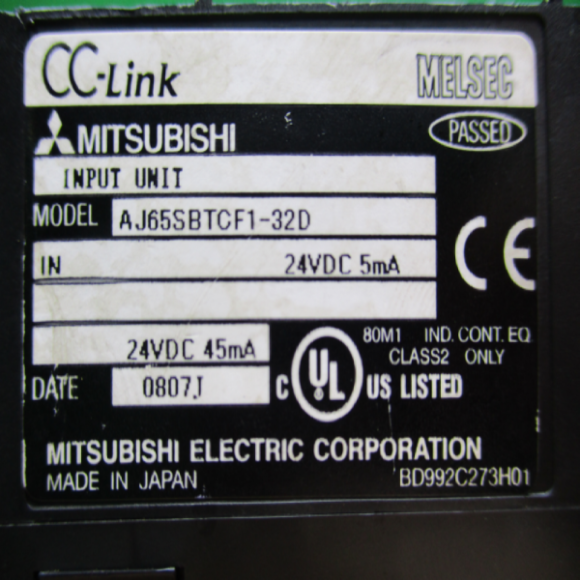 CC-Link MELSEC
MITSUBISHI PASSED
INPUT UNIT
MODEL AJ65SBTCF1-32D
CE
IN 24VDC 5mA
24VDC 45mA
80M1 IND. CONT. EQ
CLASS2 ONLY
DATE 0807J
C UL US LISTED
MITSUBISHI ELECTRIC CORPORATION
MADE IN JAPAN BD992C273H01